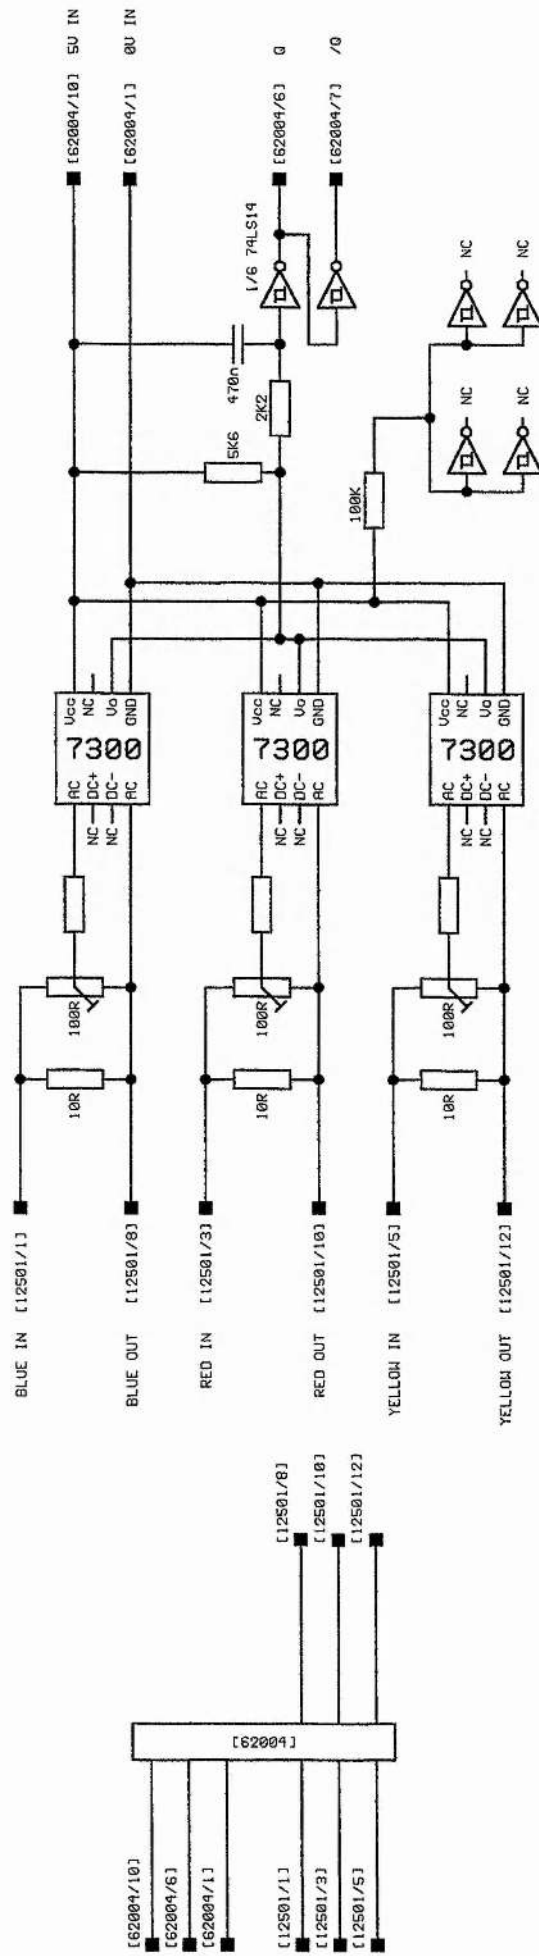 BLUE IN [12501/1]
BLUE OUT [12501/8]
RED IN [12501/3]
RED OUT [12501/10]
YELLOW IN [12501/5]
YELLOW OUT [12501/12]
10R
100R
AC
NC DC+
NC DC-
AC
7300
Vcc
NC
Vo
GND
10R
100R
AC
NC DC+
NC DC-
AC
7300
Vcc
NC
Vo
GND
10R
100R
AC
NC DC+
NC DC-
AC
7300
Vcc
NC
Vo
GND
5K6
470n
2K2
100K
1/6 74LS14
NC
NC
NC
NC
[62004/10] 5V IN
[62004/1] 0V IN
[62004/6] Q
[62004/7] /Q
[62004/10]
[62004/6]
[62004/1]
[12501/1]
[12501/3]
[12501/5]
[62004]
[12501/8]
[12501/10]
[12501/12]